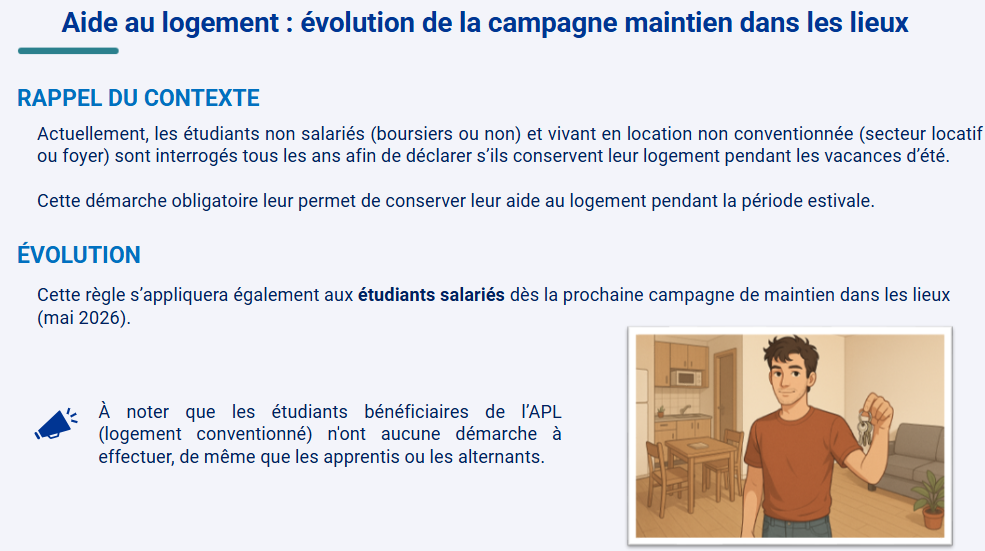 Aide au logement : évolution de la campagne maintien dans les lieux
RAPPEL DU CONTEXTE
Actuellement, les étudiants non salariés (boursiers ou non) et vivant en location non conventionnée (secteur locatif
ou foyer) sont interrogés tous les ans afin de déclarer s’ils conservent leur logement pendant les vacances d’été.
Cette démarche obligatoire leur permet de conserver leur aide au logement pendant la période estivale.
ÉVOLUTION
Cette règle s’appliquera également aux étudiants salariés dès la prochaine campagne de maintien dans les lieux
(mai 2026).
À noter que les étudiants bénéficiaires de l’APL
(logement conventionné) n'ont aucune démarche à
effectuer, de même que les apprentis ou les alternants.